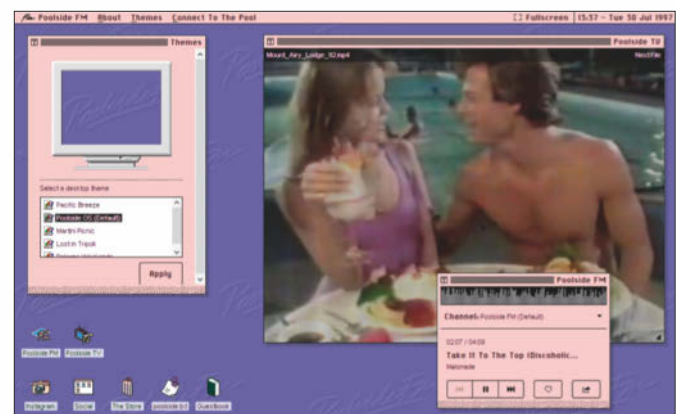 Poolside FM About Themes Connect To The Pool
Fullscreen 15:37 - Tue 30 Jul 1997
Themes
Select a desktop theme
Pacific Breeze
Poolside OS (Default)
Martini Picnic
Lost in Tripoli
Apply
Poolside TV
Mount_Airy_Lodge_82.mp4
Next File
Poolside FM
Channel: Poolside FM (Default)
02:07 / 04:09
Take It To The Top (Discoholic...
Poolside FM
Poolside TV
Instagram
Social
The Store
poolside.txt
Guestbook